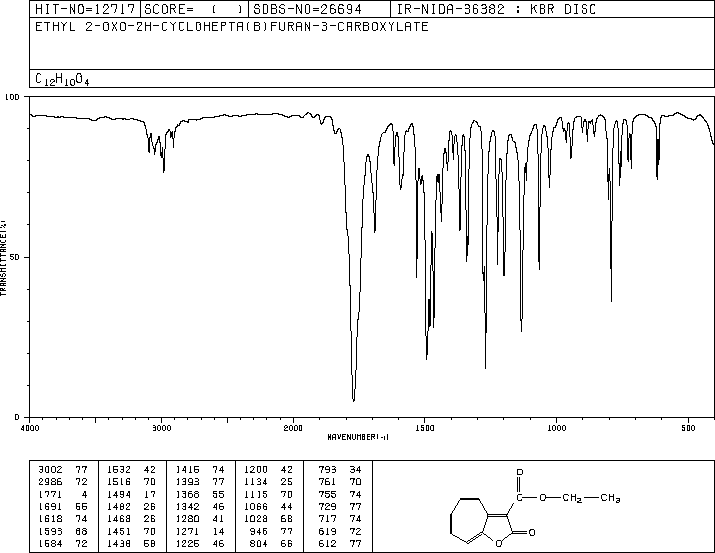 HIT-NO=12717 SCORE= ( ) SDBS-NO=26694 IR-NIDA-36382 : KBR DISC
ETHYL 2-OXO-2H-CYCLOHEPTA(B)FURAN-3-CARBOXYLATE
C12H10O4
100
50
0
TRANSMITTANCE(%)
4000 3000 2000 1500 1000 500
WAVENUMBER(-1)
3002 77 1532 42 1416 74 1200 42 793 34
2986 72 1516 70 1393 77 1134 25 761 70
1771 4 1494 17 1368 55 1115 70 755 74
1691 55 1482 26 1342 46 1066 44 729 77
1618 74 1468 26 1280 41 1028 68 717 74
1593 68 1451 70 1271 14 946 77 619 72
1584 72 1438 58 1225 46 804 66 612 77
O
C—O—CH2—CH3
O O